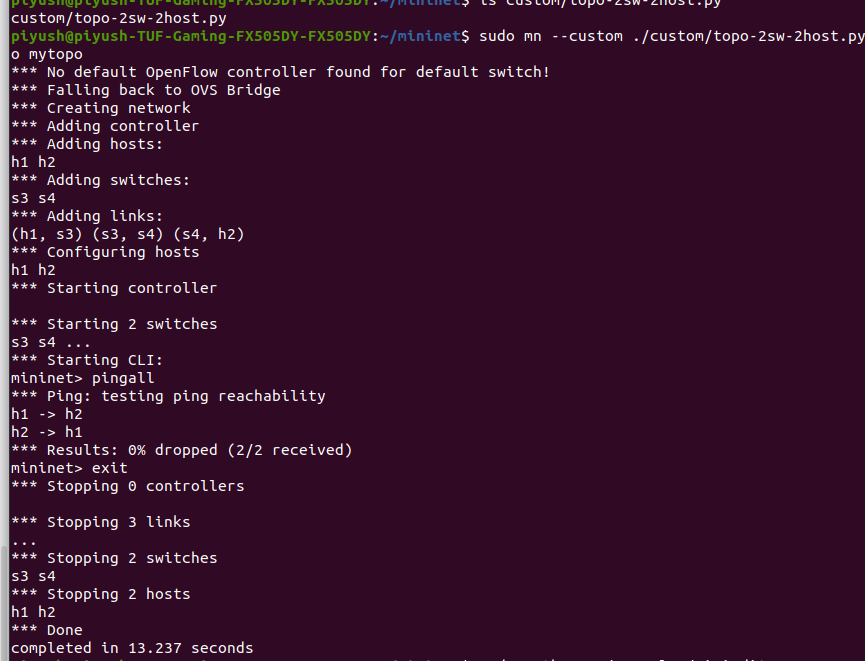 piyush@piyush-TUF-Gaming-FX505DY-FX505DY:~/mininet$ ls custom/topo-2sw-2host.py
custom/topo-2sw-2host.py
piyush@piyush-TUF-Gaming-FX505DY-FX505DY:~/mininet$ sudo mn --custom ./custom/topo-2sw-2host.py
o mytopo
*** No default OpenFlow controller found for default switch!
*** Falling back to OVS Bridge
*** Creating network
*** Adding controller
*** Adding hosts:
h1 h2
*** Adding switches:
s3 s4
*** Adding links:
(h1, s3) (s3, s4) (s4, h2)
*** Configuring hosts
h1 h2
*** Starting controller
*** Starting 2 switches
s3 s4 ...
*** Starting CLI:
mininet> pingall
*** Ping: testing ping reachability
h1 -> h2
h2 -> h1
*** Results: 0% dropped (2/2 received)
mininet> exit
*** Stopping 0 controllers
*** Stopping 3 links
...
*** Stopping 2 switches
s3 s4
*** Stopping 2 hosts
h1 h2
*** Done
completed in 13.237 seconds